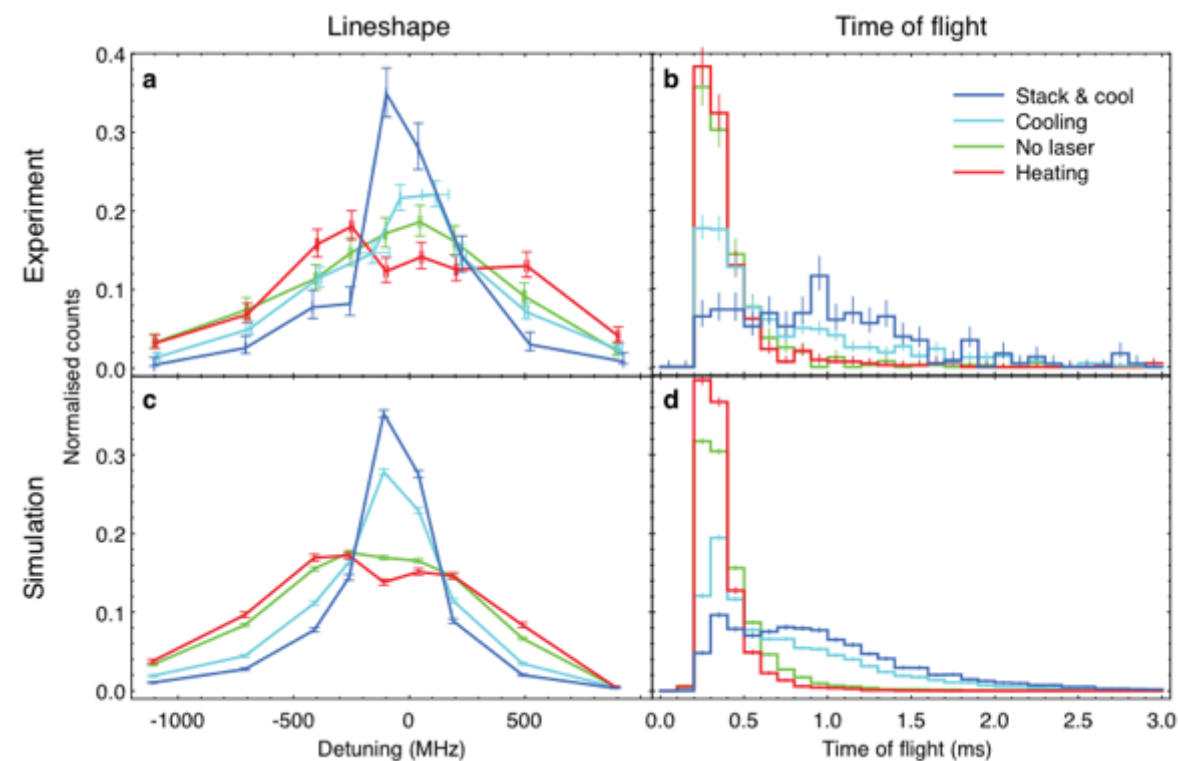 Lineshape
Time of flight
Experiment
Simulation
Normalised counts
a
0.4
0.3
0.2
0.1
0.0
b
Stack & cool
Cooling
No laser
Heating
c
0.3
0.2
0.1
0.0
d
-1000 -500 0 500
Detuning (MHz)
0.0 0.5 1.0 1.5 2.0 2.5 3.0
Time of flight (ms)